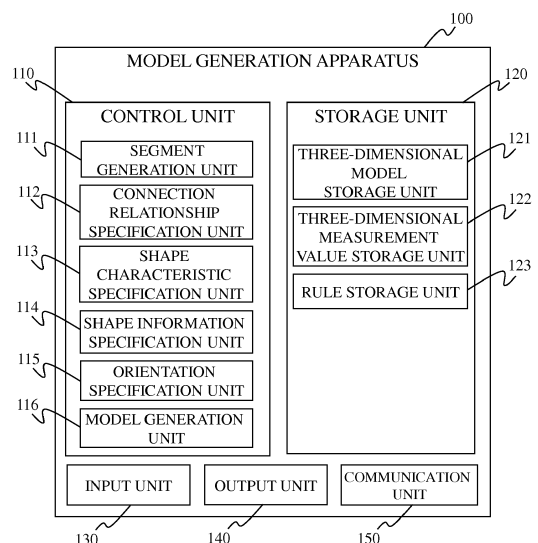 100
MODEL GENERATION APPARATUS
110
120
CONTROL UNIT
STORAGE UNIT
111
SEGMENT
GENERATION UNIT
112
CONNECTION
RELATIONSHIP
SPECIFICATION UNIT
113
SHAPE
CHARACTERISTIC
SPECIFICATION UNIT
114
SHAPE INFORMATION
SPECIFICATION UNIT
115
ORIENTATION
SPECIFICATION UNIT
116
MODEL GENERATION
UNIT
121
THREE-DIMENSIONAL
MODEL
STORAGE UNIT
122
THREE-DIMENSIONAL
MEASUREMENT
VALUE STORAGE UNIT
123
RULE STORAGE UNIT
INPUT UNIT
OUTPUT UNIT
COMMUNICATION
UNIT
130
140
150